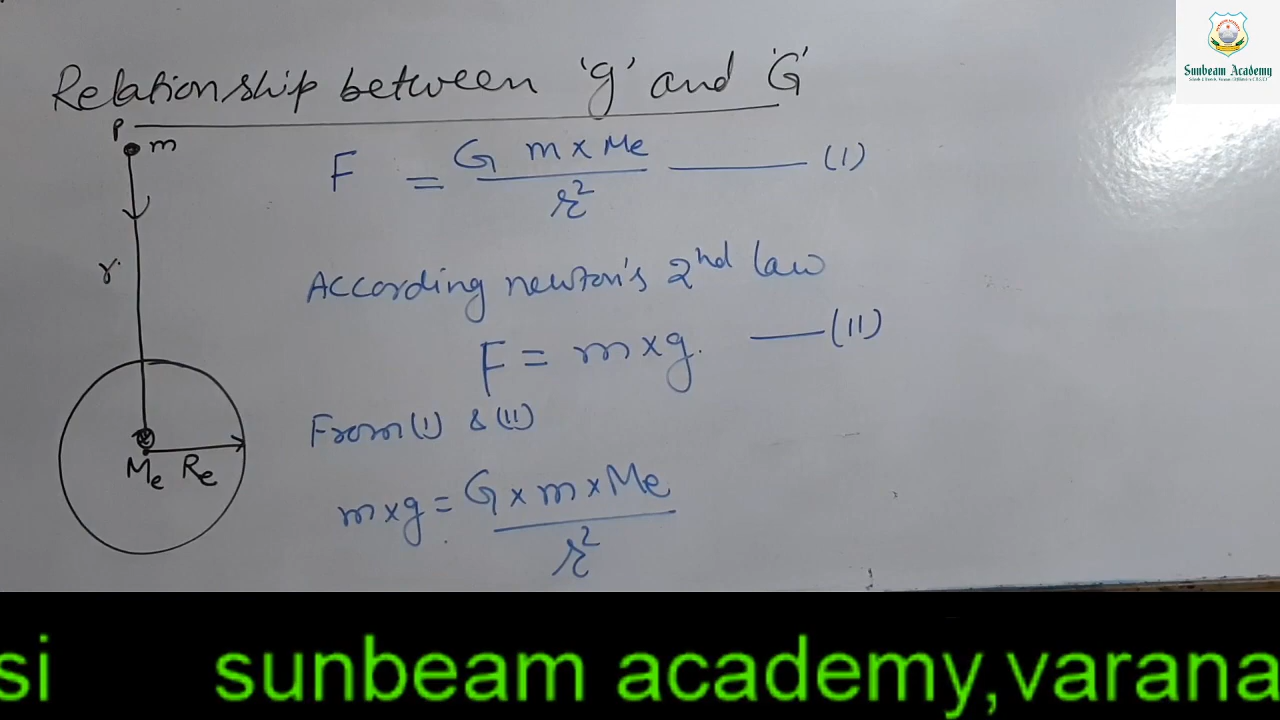 Sunbeam Academy
Relationship between 'g' and 'G'
P
m
F = G m x Me / r² —— (I)
r
According newton's 2nd law
F = m x g. —— (II)
From (I) & (II)
Me Re
m x g = G x m x Me / r²
si sunbeam academy,varana